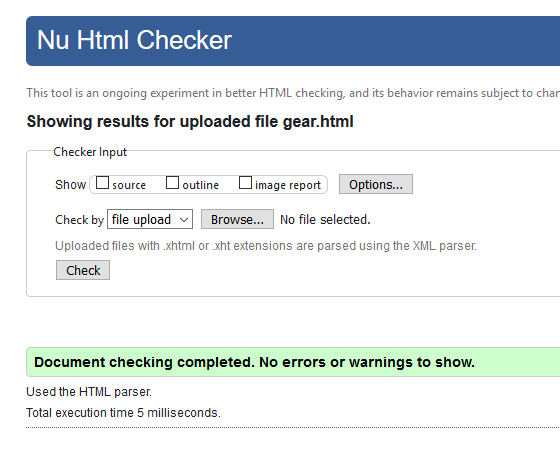 Nu Html Checker
This tool is an ongoing experiment in better HTML checking, and its behavior remains subject to
Showing results for uploaded file gear.html
Checker Input
Show source outline image report Options...
Check by file upload Browse... No file selected.
Uploaded files with .xhtml or .xht extensions are parsed using the XML parser.
Check
Document checking completed. No errors or warnings to show.
Used the HTML parser.
Total execution time 5 milliseconds.